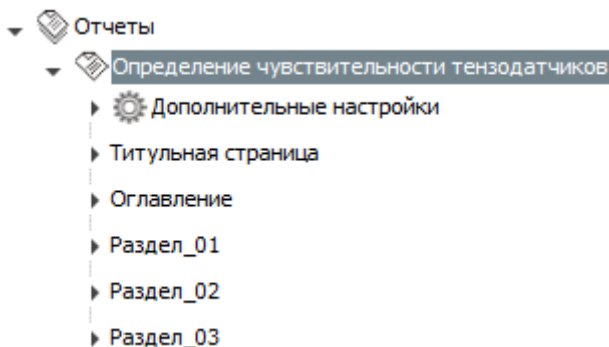 Отчеты
Определение чувствительности тензодатчиков
Дополнительные настройки
Титульная страница
Оглавление
Раздел_01
Раздел_02
Раздел_03